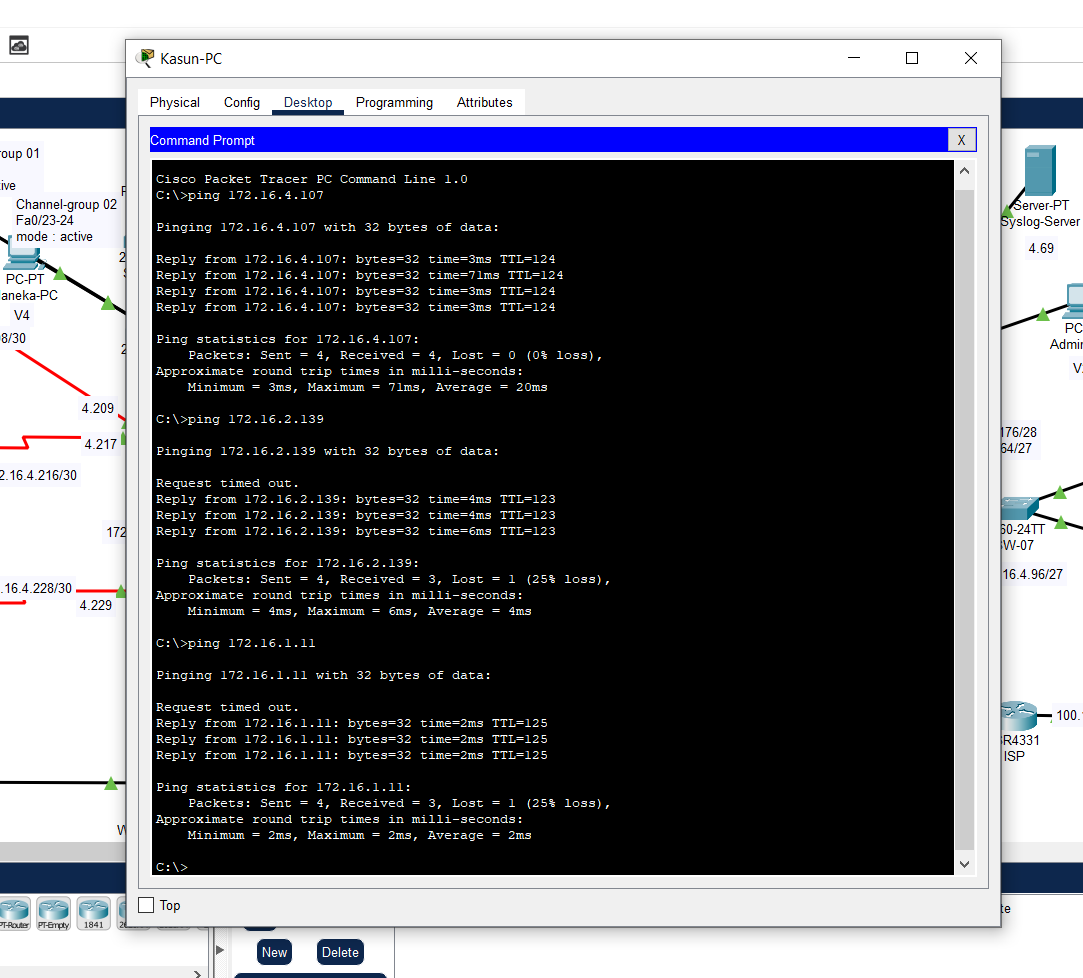 Kasun-PC
Physical Config Desktop Programming Attributes
Command Prompt
X
Cisco Packet Tracer PC Command Line 1.0
C:\>ping 172.16.4.107
Pinging 172.16.4.107 with 32 bytes of data:
Reply from 172.16.4.107: bytes=32 time=3ms TTL=124
Reply from 172.16.4.107: bytes=32 time=71ms TTL=124
Reply from 172.16.4.107: bytes=32 time=3ms TTL=124
Reply from 172.16.4.107: bytes=32 time=3ms TTL=124
Ping statistics for 172.16.4.107:
Packets: Sent = 4, Received = 4, Lost = 0 (0% loss),
Approximate round trip times in milli-seconds:
Minimum = 3ms, Maximum = 71ms, Average = 20ms
C:\>ping 172.16.2.139
Pinging 172.16.2.139 with 32 bytes of data:
Request timed out.
Reply from 172.16.2.139: bytes=32 time=4ms TTL=123
Reply from 172.16.2.139: bytes=32 time=4ms TTL=123
Reply from 172.16.2.139: bytes=32 time=6ms TTL=123
Ping statistics for 172.16.2.139:
Packets: Sent = 4, Received = 3, Lost = 1 (25% loss),
Approximate round trip times in milli-seconds:
Minimum = 4ms, Maximum = 6ms, Average = 4ms
C:\>ping 172.16.1.11
Pinging 172.16.1.11 with 32 bytes of data:
Request timed out.
Reply from 172.16.1.11: bytes=32 time=2ms TTL=125
Reply from 172.16.1.11: bytes=32 time=2ms TTL=125
Reply from 172.16.1.11: bytes=32 time=2ms TTL=125
Ping statistics for 172.16.1.11:
Packets: Sent = 4, Received = 3, Lost = 1 (25% loss),
Approximate round trip times in milli-seconds:
Minimum = 2ms, Maximum = 2ms, Average = 2ms
C:\>
Top
New Delete
roup 01
ive
Channel-group 02
Fa0/23-24
mode : active
PC-PT
aneka-PC
V4
8/30
4.209
4.217
2.16.4.216/30
172
.16.4.228/30
4.229
PT-Router PT-Empty 1841
Server-PT
Syslog-Server
4.69
PC
Admin
176/28
64/27
60-24TT
SW-07
16.4.96/27
100.
SR4331
ISP
te